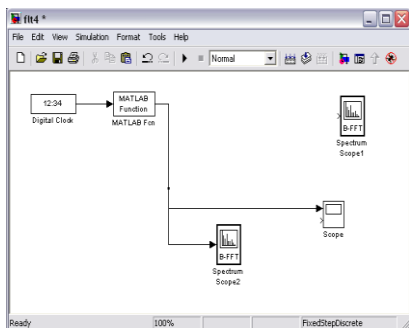 flt4 *
File Edit View Simulation Format Tools Help
Normal
12:34
Digital Clock
MATLAB
Function
MATLAB Fcn
B-FFT
Spectrum
Scope1
Scope
B-FFT
Spectrum
Scope2
Ready 100% FixedStepDiscrete